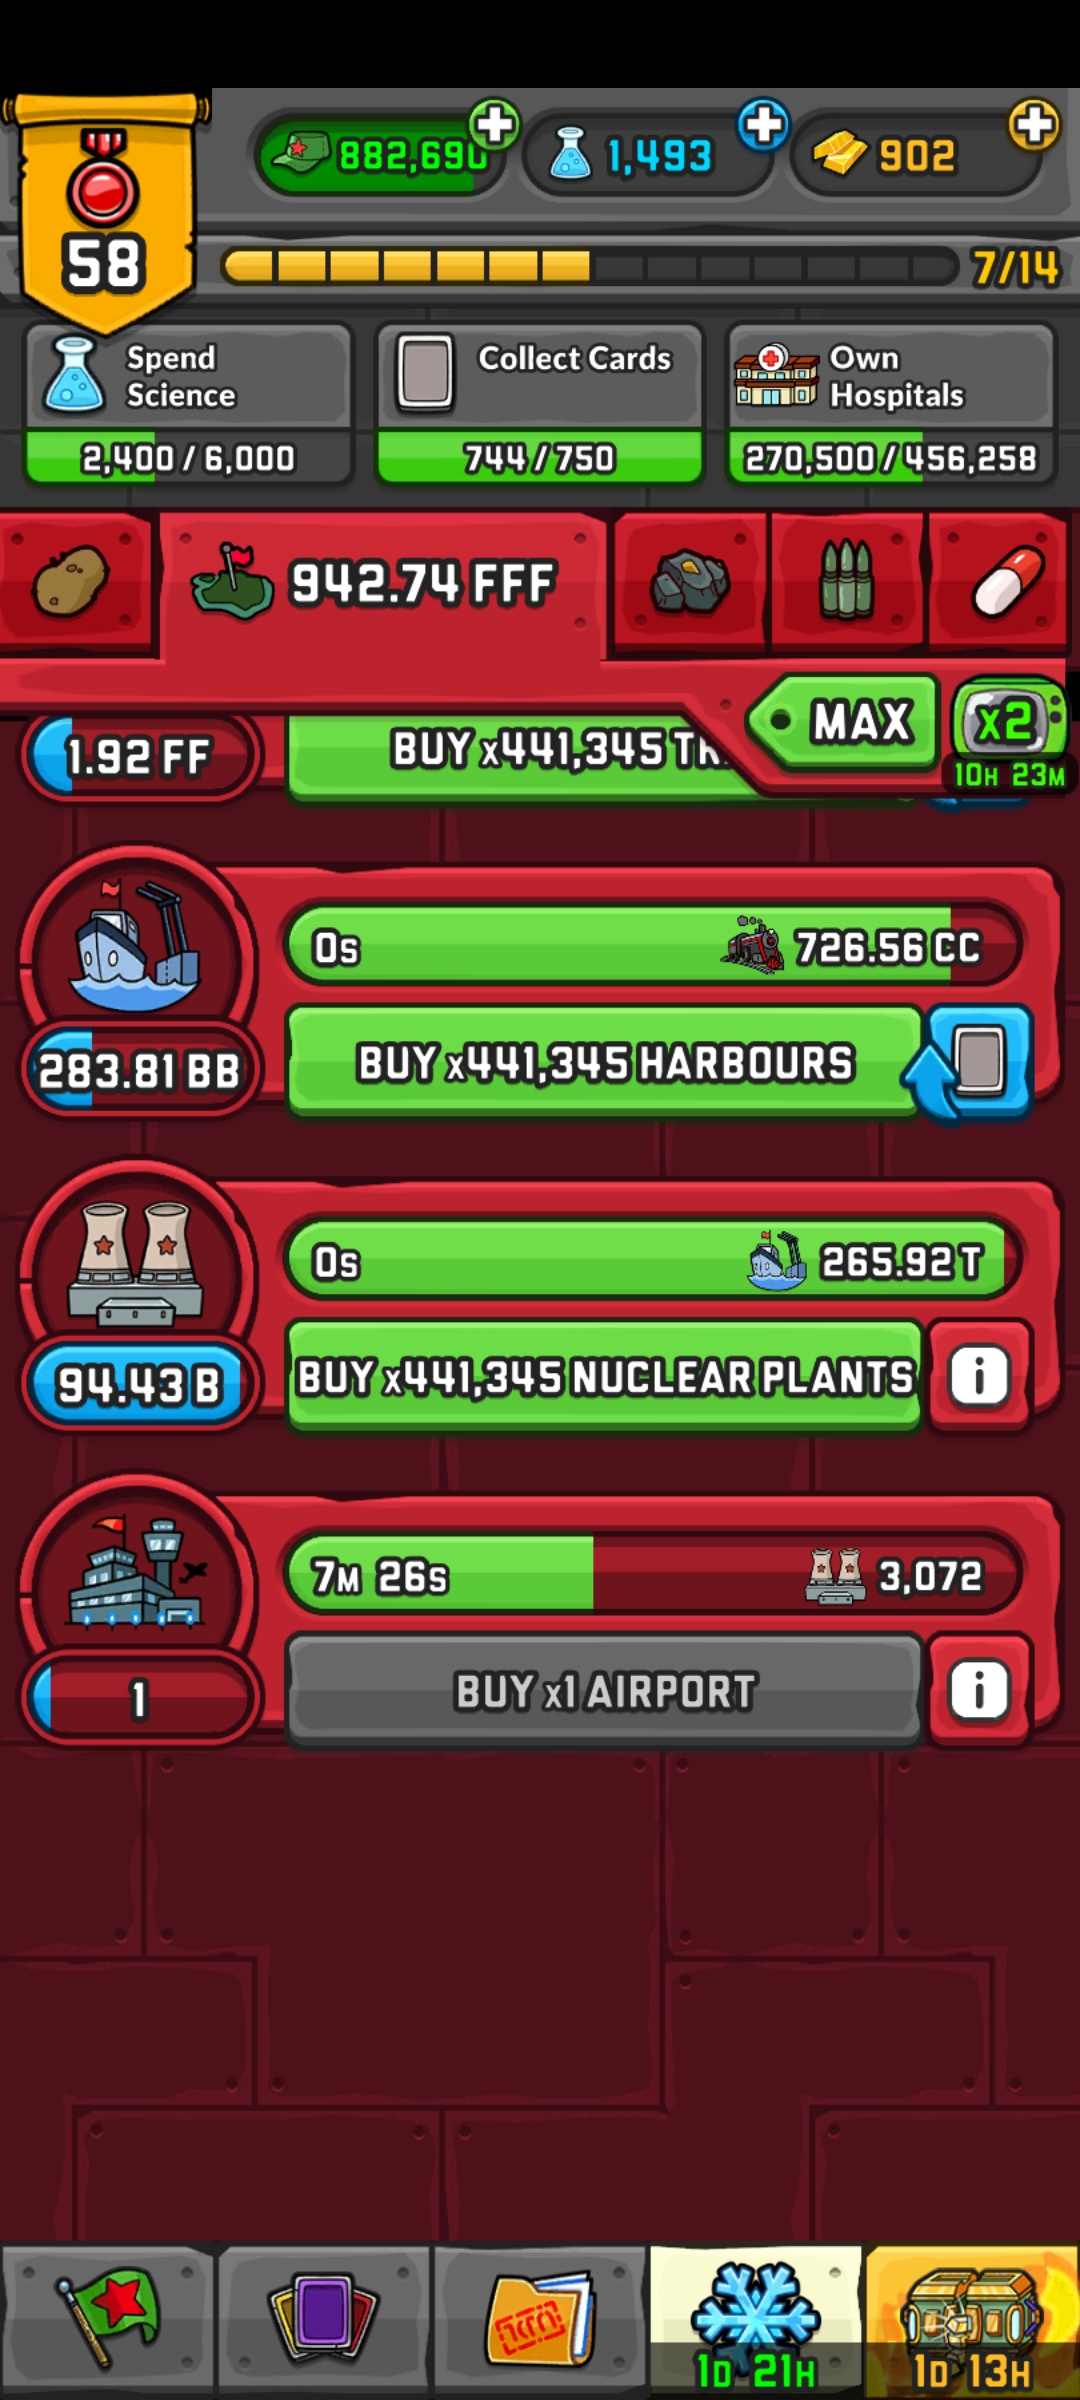 882,690
1,493
902
58
7/14
Spend
Science
2,400 / 6,000
Collect Cards
744 / 750
Own
Hospitals
270,500 / 456,258
942.74 FFF
MAX
x2
10H 23M
1.92 FF
BUY x441,345 TR
0s
726.56 CC
283.81 BB
BUY x441,345 HARBOURS
0s
265.92 T
94.43 B
BUY x441,345 NUCLEAR PLANTS
i
7M 26s
3,072
1
BUY x1 AIRPORT
i
1D 21H
1D 13H